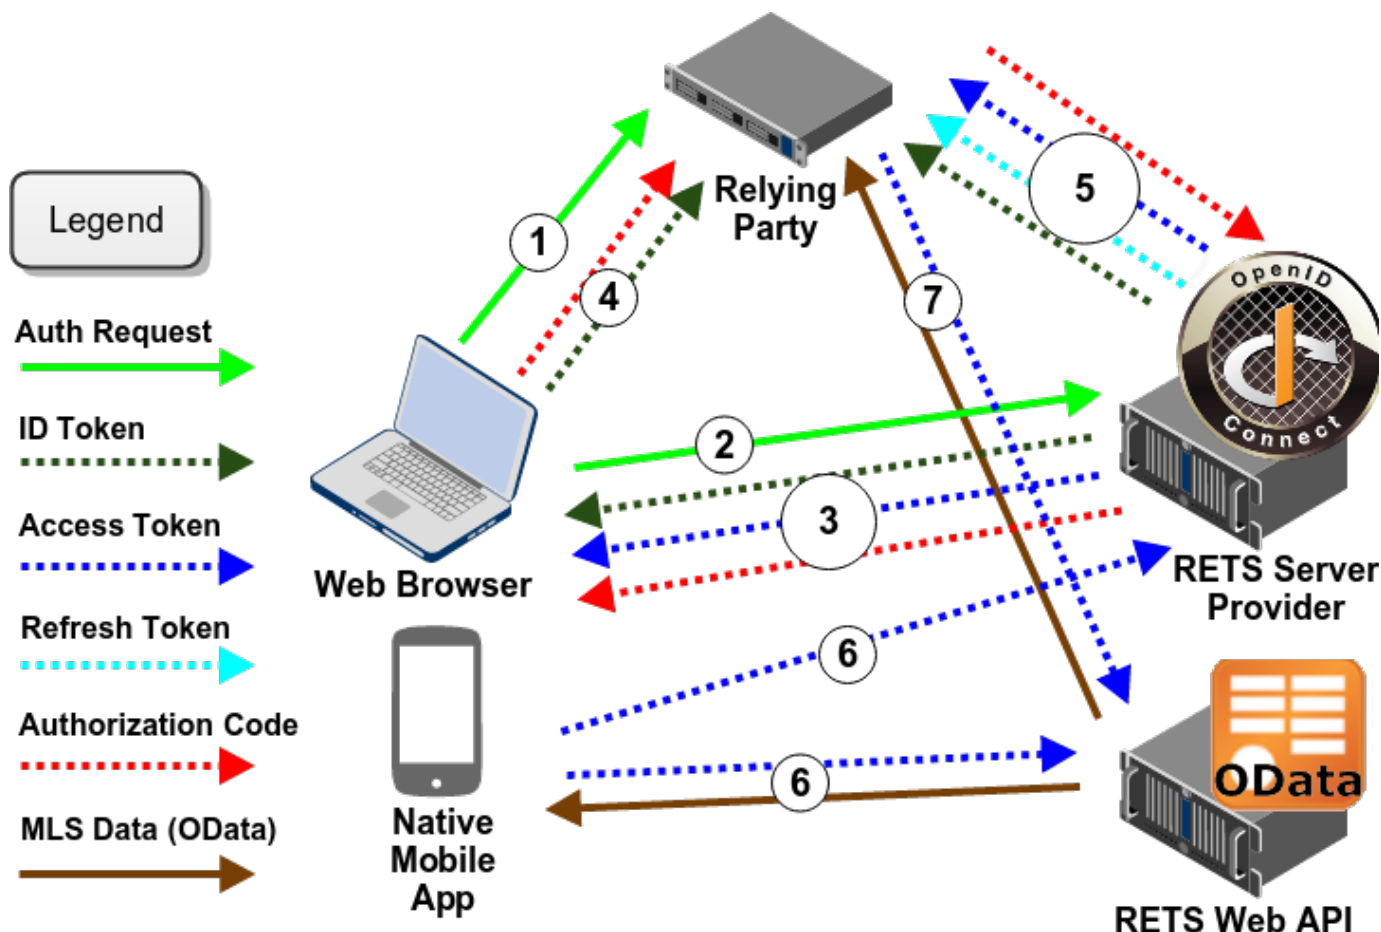 Legend
Auth Request
ID Token
Access Token
Refresh Token
Authorization Code
MLS Data (OData)
Relying
Party
1
4
5
7
2
3
6
6
OpenID
Connect
Web Browser
RETS Server
Provider
Native
Mobile
App
OData
RETS Web API